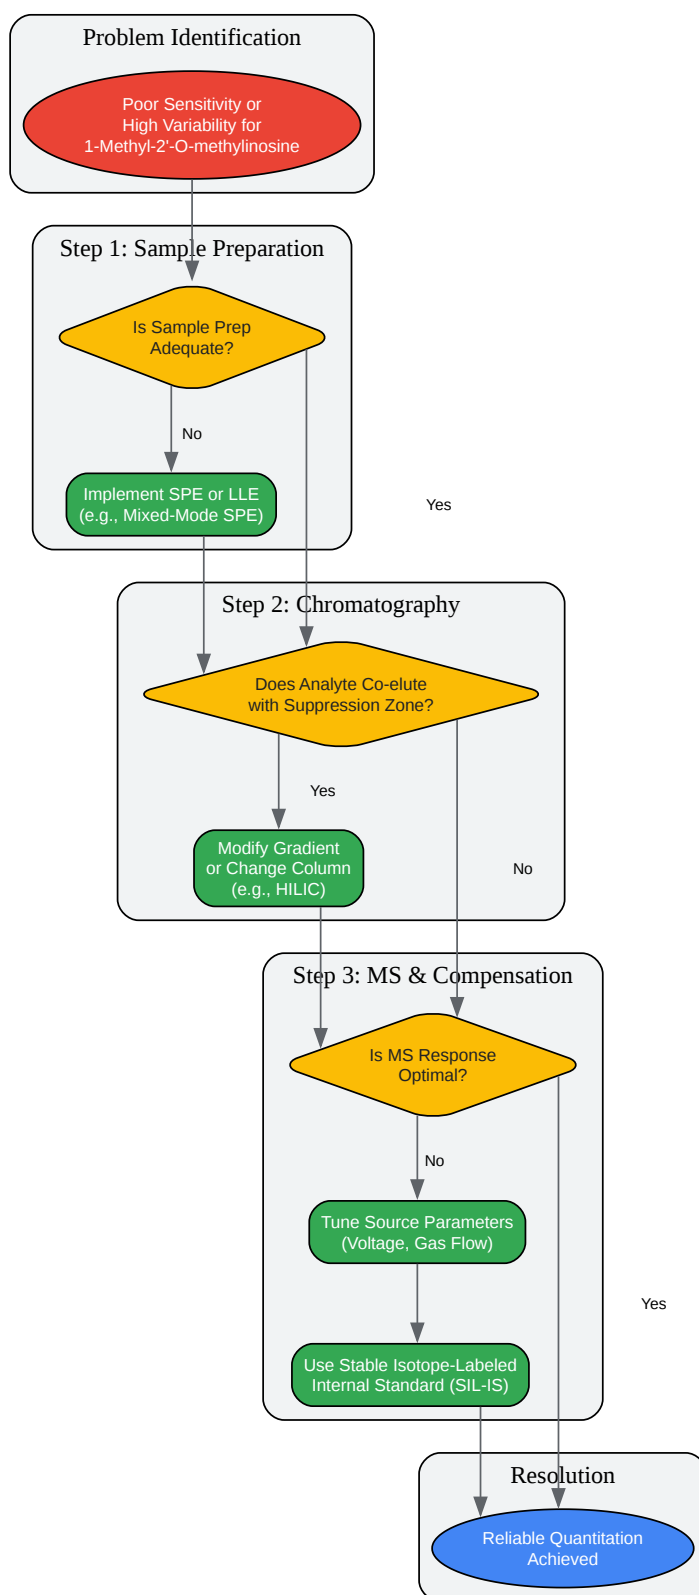 Problem Identification
Poor Sensitivity or
High Variability for
1-Methyl-2'-O-methylinosine
Step 1: Sample Preparation
Is Sample Prep
Adequate?
No
Implement SPE or LLE
(e.g., Mixed-Mode SPE)
Yes
Step 2: Chromatography
Does Analyte Co-elute
with Suppression Zone?
Yes
Modify Gradient
or Change Column
(e.g., HILIC)
No
Step 3: MS & Compensation
Is MS Response
Optimal?
No
Tune Source Parameters
(Voltage, Gas Flow)
Yes
Use Stable Isotope-Labeled
Internal Standard (SIL-IS)
Resolution
Reliable Quantitation
Achieved